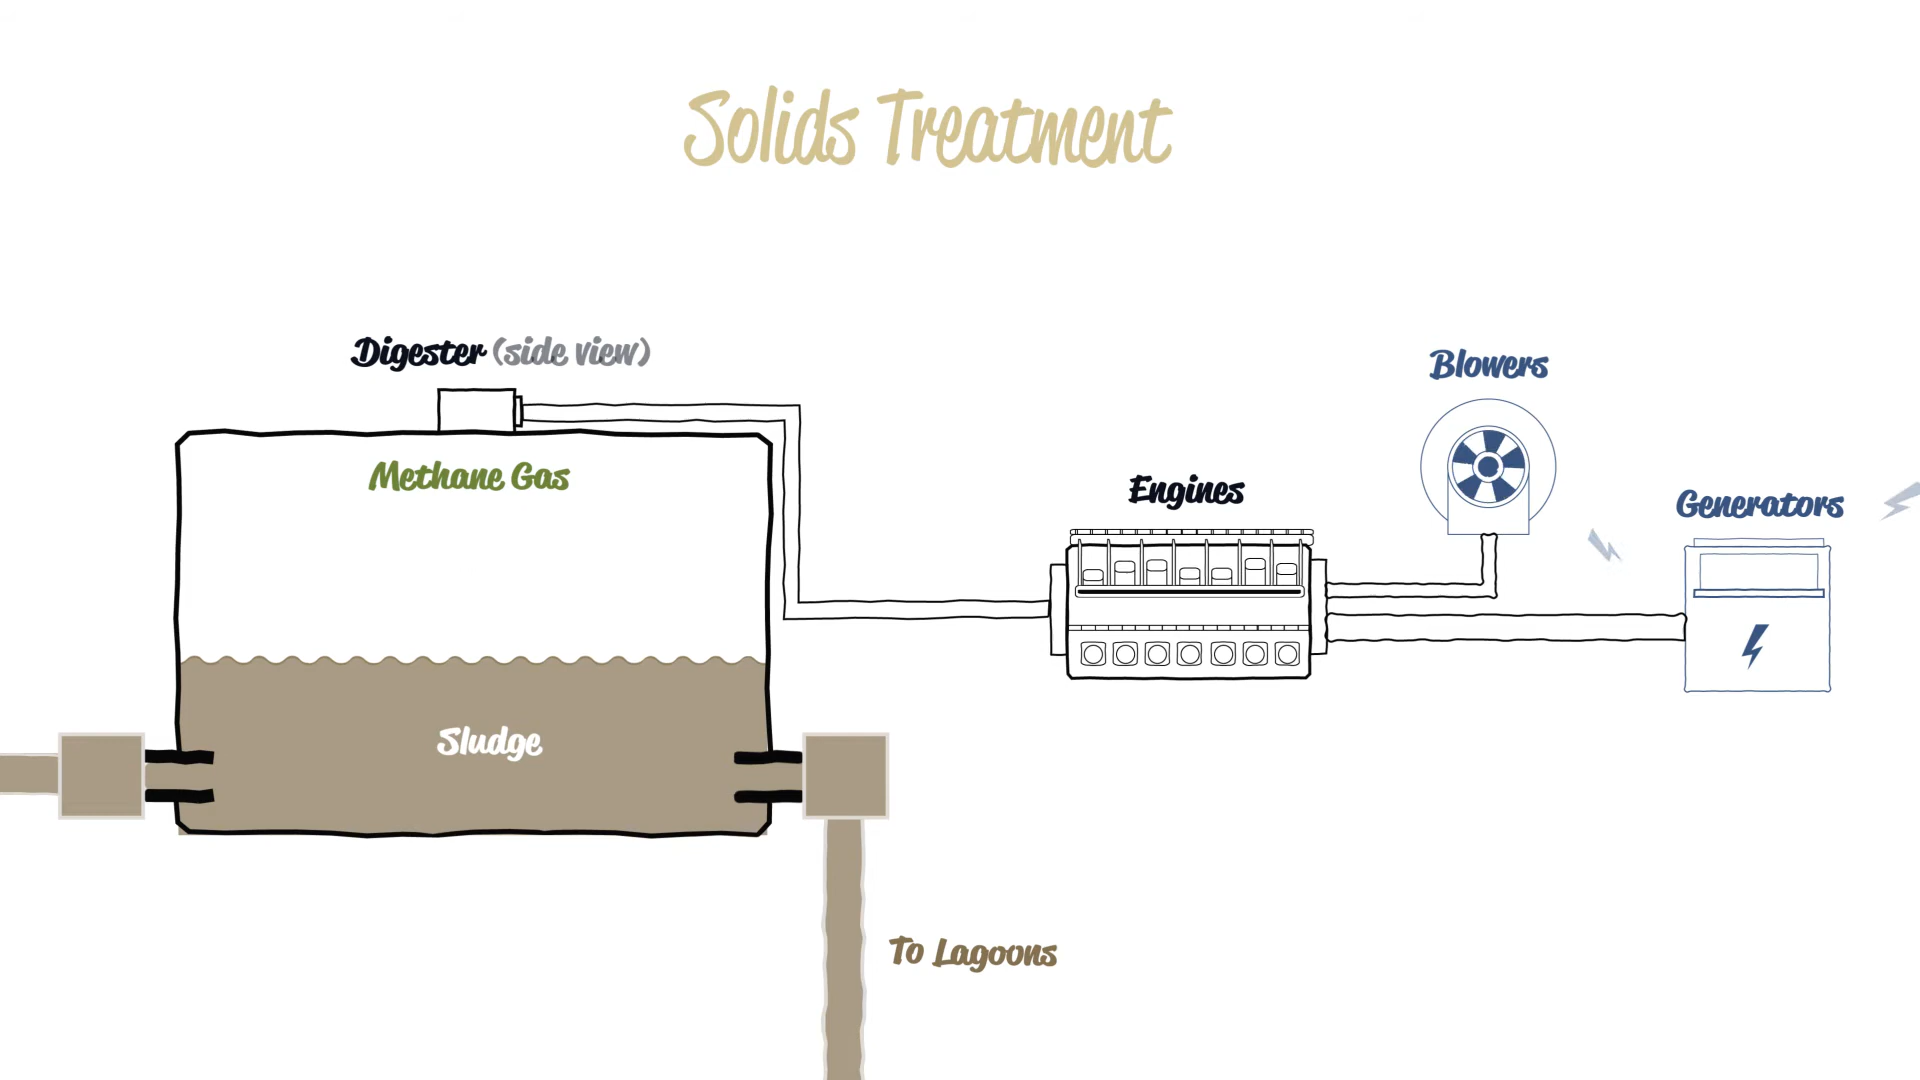 Solids Treatment
Digester (side view)
Methane Gas
Blowers
Engines
Generators
Sludge
To Lagoons